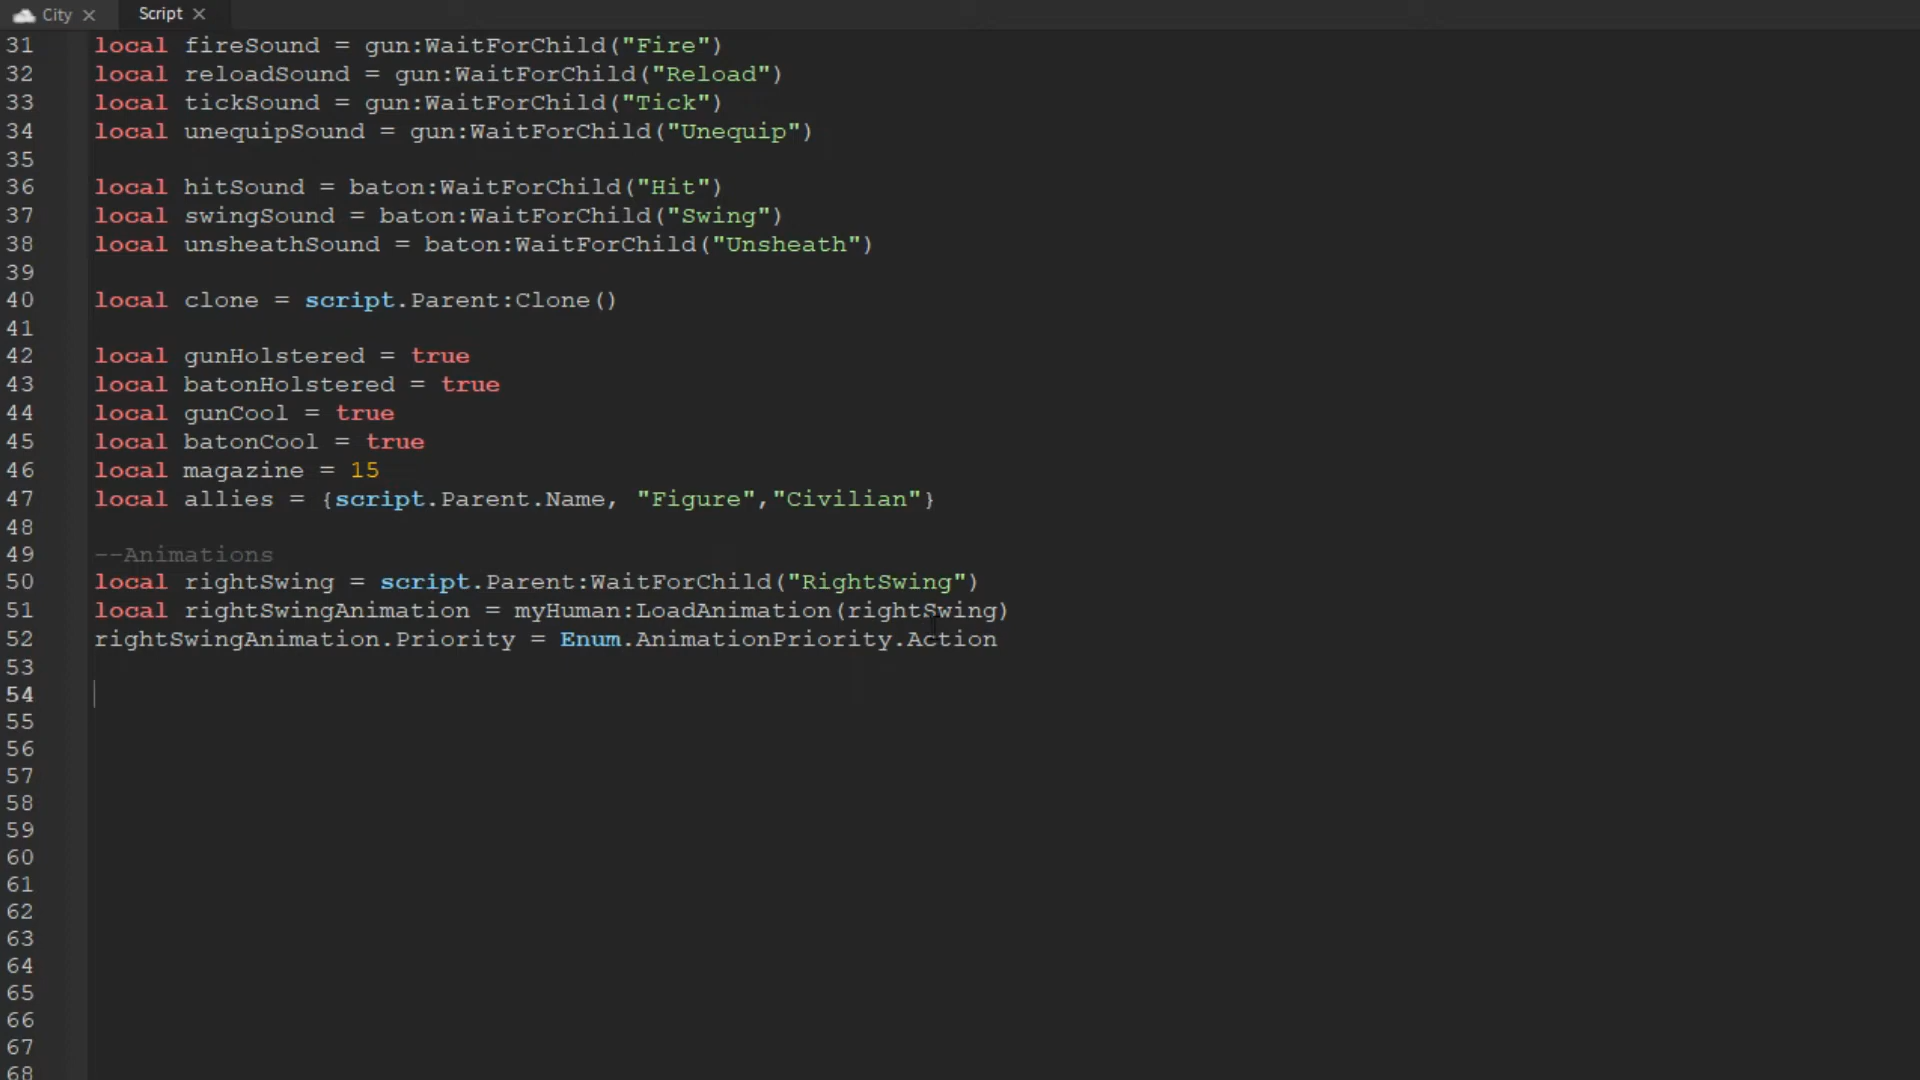 City
Script
31 local fireSound = gun:WaitForChild("Fire")
32 local reloadSound = gun:WaitForChild("Reload")
33 local tickSound = gun:WaitForChild("Tick")
34 local unequipSound = gun:WaitForChild("Unequip")
35
36 local hitSound = baton:WaitForChild("Hit")
37 local swingSound = baton:WaitForChild("Swing")
38 local unsheathSound = baton:WaitForChild("Unsheath")
39
40 local clone = script.Parent:Clone()
41
42 local gunHolstered = true
43 local batonHolstered = true
44 local gunCool = true
45 local batonCool = true
46 local magazine = 15
47 local allies = {script.Parent.Name, "Figure","Civilian"}
48
49 --Animations
50 local rightSwing = script.Parent:WaitForChild("RightSwing")
51 local rightSwingAnimation = myHuman:LoadAnimation(rightSwing)
52 rightSwingAnimation.Priority = Enum.AnimationPriority.Action
53
54
55
56
57
58
59
60
61
62
63
64
65
66
67
68